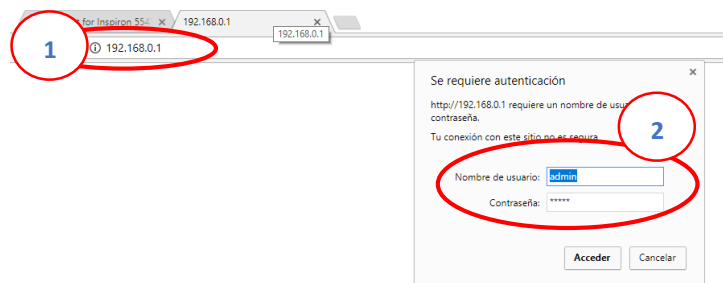 t for Inspiron 554
192.168.0.1
192.168.0.1
1
192.168.0.1
Se requiere autenticación
http://192.168.0.1 requiere un nombre de
contraseña.
Tu conexión con este sitio no es segura
2
Nombre de usuario: admin
Contraseña: *****
Acceder Cancelar